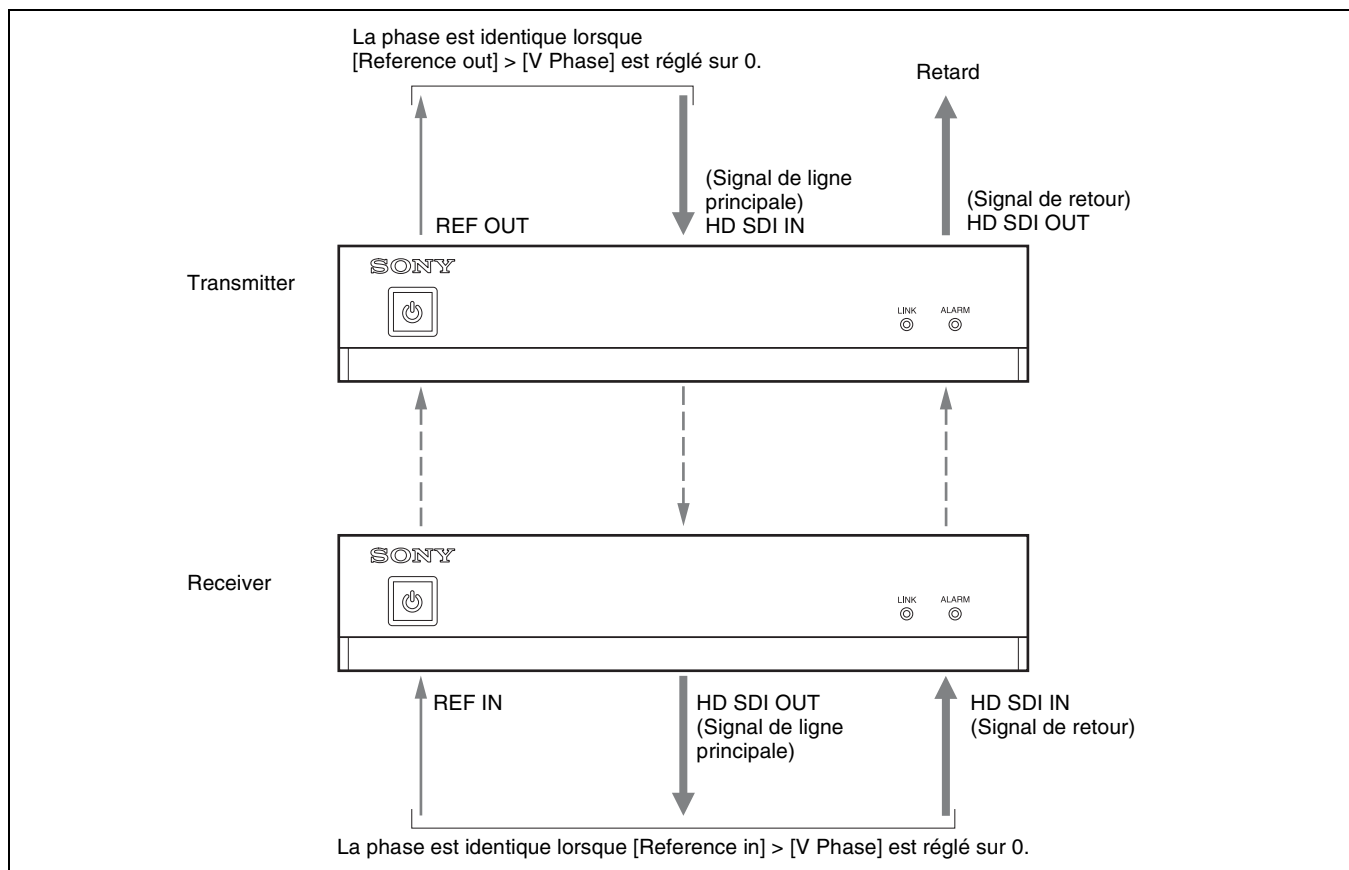 La phase est identique lorsque
[Reference out] > [V Phase] est réglé sur 0.
Retard
(Signal de ligne
principale)
HD SDI IN
(Signal de retour)
HD SDI OUT
REF OUT
Transmitter
SONY
LINK
ALARM
Receiver
SONY
LINK
ALARM
REF IN
HD SDI OUT
(Signal de ligne
principale)
HD SDI IN
(Signal de retour)
La phase est identique lorsque [Reference in] > [V Phase] est réglé sur 0.